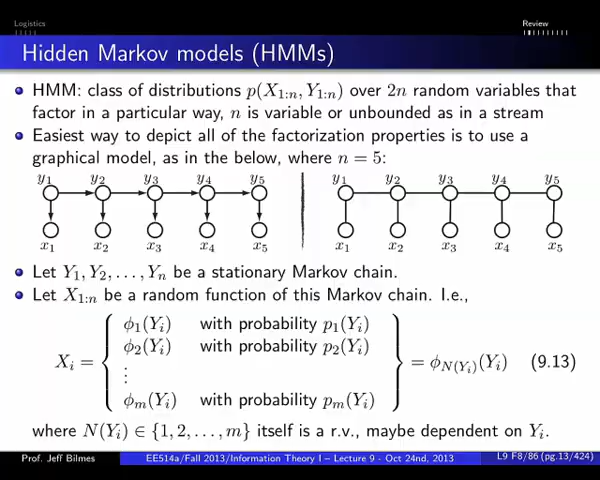 Logistics Review
Hidden Markov models (HMMs)
HMM: class of distributions p(X1:n, Y1:n) over 2n random variables that
factor in a particular way, n is variable or unbounded as in a stream
Easiest way to depict all of the factorization properties is to use a
graphical model, as in the below, where n = 5:
y1 y2 y3 y4 y5 y1 y2 y3 y4 y5
x1 x2 x3 x4 x5 x1 x2 x3 x4 x5
Let Y1, Y2, . . . , Yn be a stationary Markov chain.
Let X1:n be a random function of this Markov chain. I.e.,
ϕ1(Yi) with probability p1(Yi)
ϕ2(Yi) with probability p2(Yi)
Xi = { ⋮ } = ϕN(Yi)(Yi) (9.13)
ϕm(Yi) with probability pm(Yi)
where N(Yi) ∈ {1, 2, . . . , m} itself is a r.v., maybe dependent on Yi.
Prof. Jeff Bilmes EE514a/Fall 2013/Information Theory I – Lecture 9 - Oct 24nd, 2013 L9 F8/86 (pg.13/424)